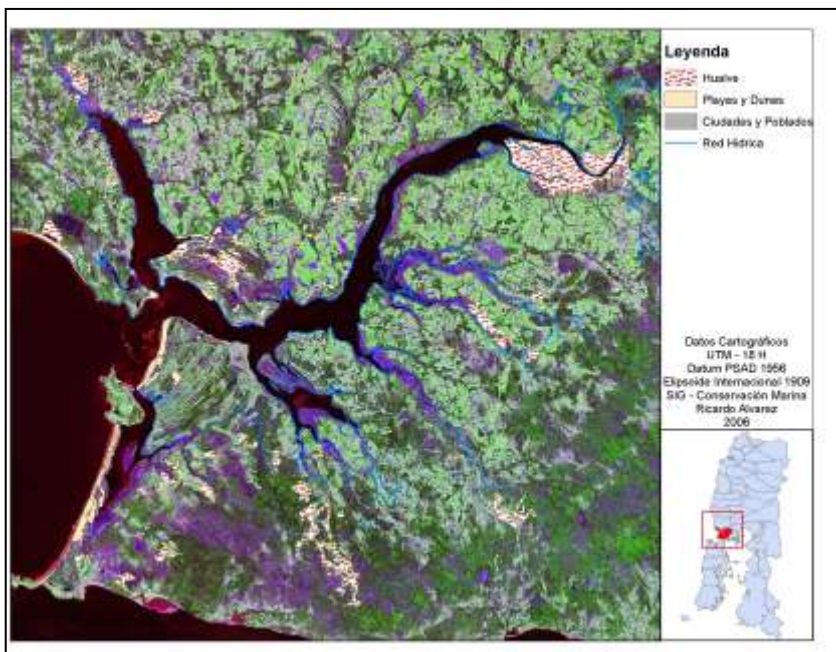 Leyenda
Hualve
Playas y Dunas
Ciudades y Poblados
Red Hídrica
Datos Cartográficos
UTM - 18 H
Datum PSAD 1956
Elipsoide Internacional 1909
SIG - Conservación Marina
Ricardo Alvarez
2006